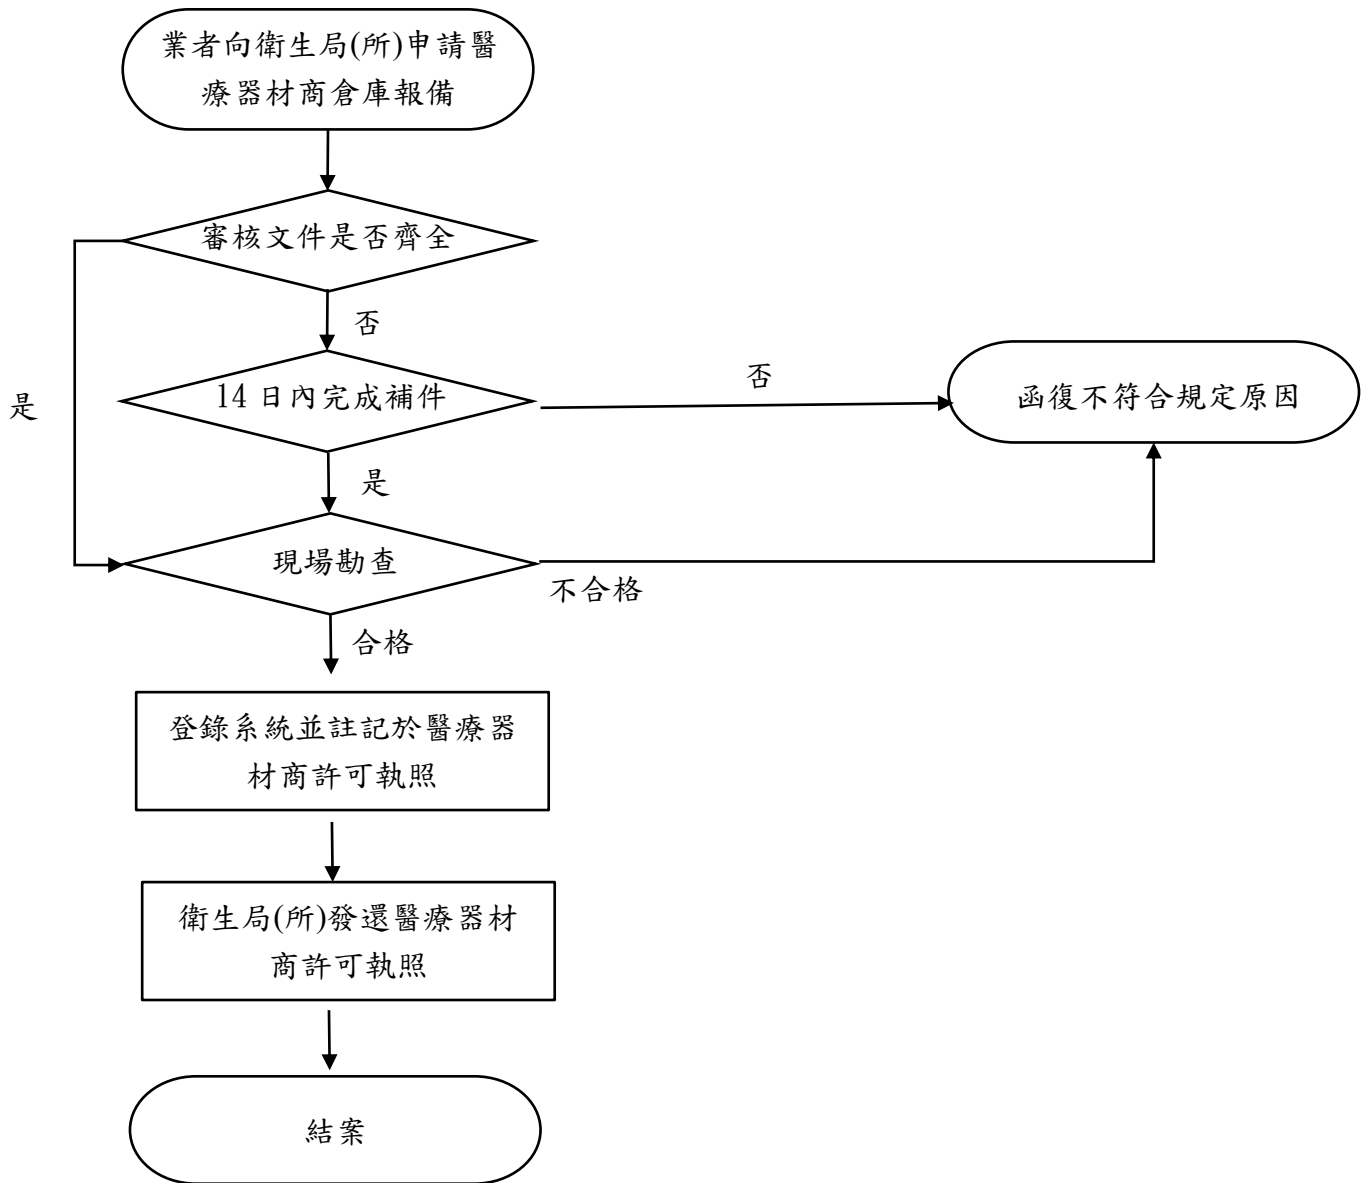 業者向衛生局(所)申請醫
療器材商倉庫報備
審核文件是否齊全
否
是
14 日內完成補件
否
函復不符合規定原因
是
現場勘查
不合格
合格
登錄系統並註記於醫療器
材商許可執照
衛生局(所)發還醫療器材
商許可執照
結案